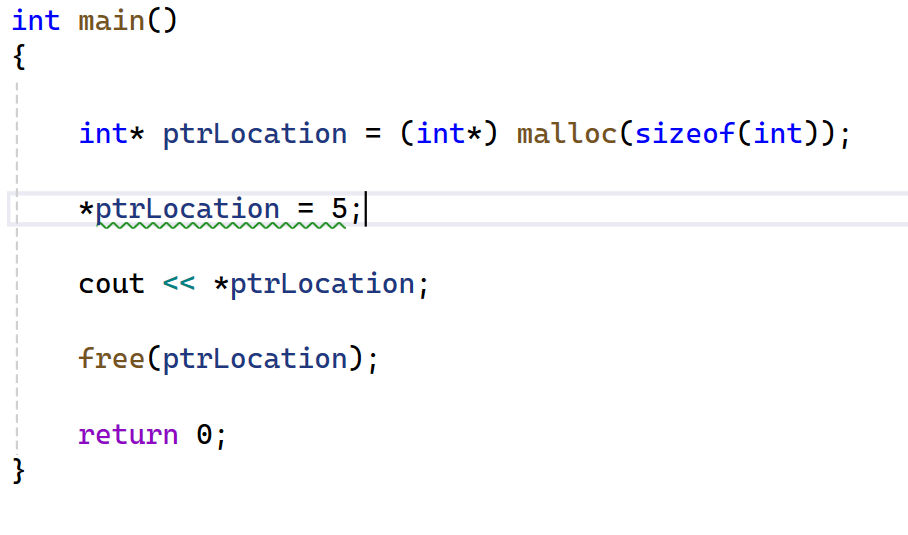 int main()
{
int* ptrLocation = (int*) malloc(sizeof(int));
*ptrLocation = 5;
cout << *ptrLocation;
free(ptrLocation);
return 0;
}